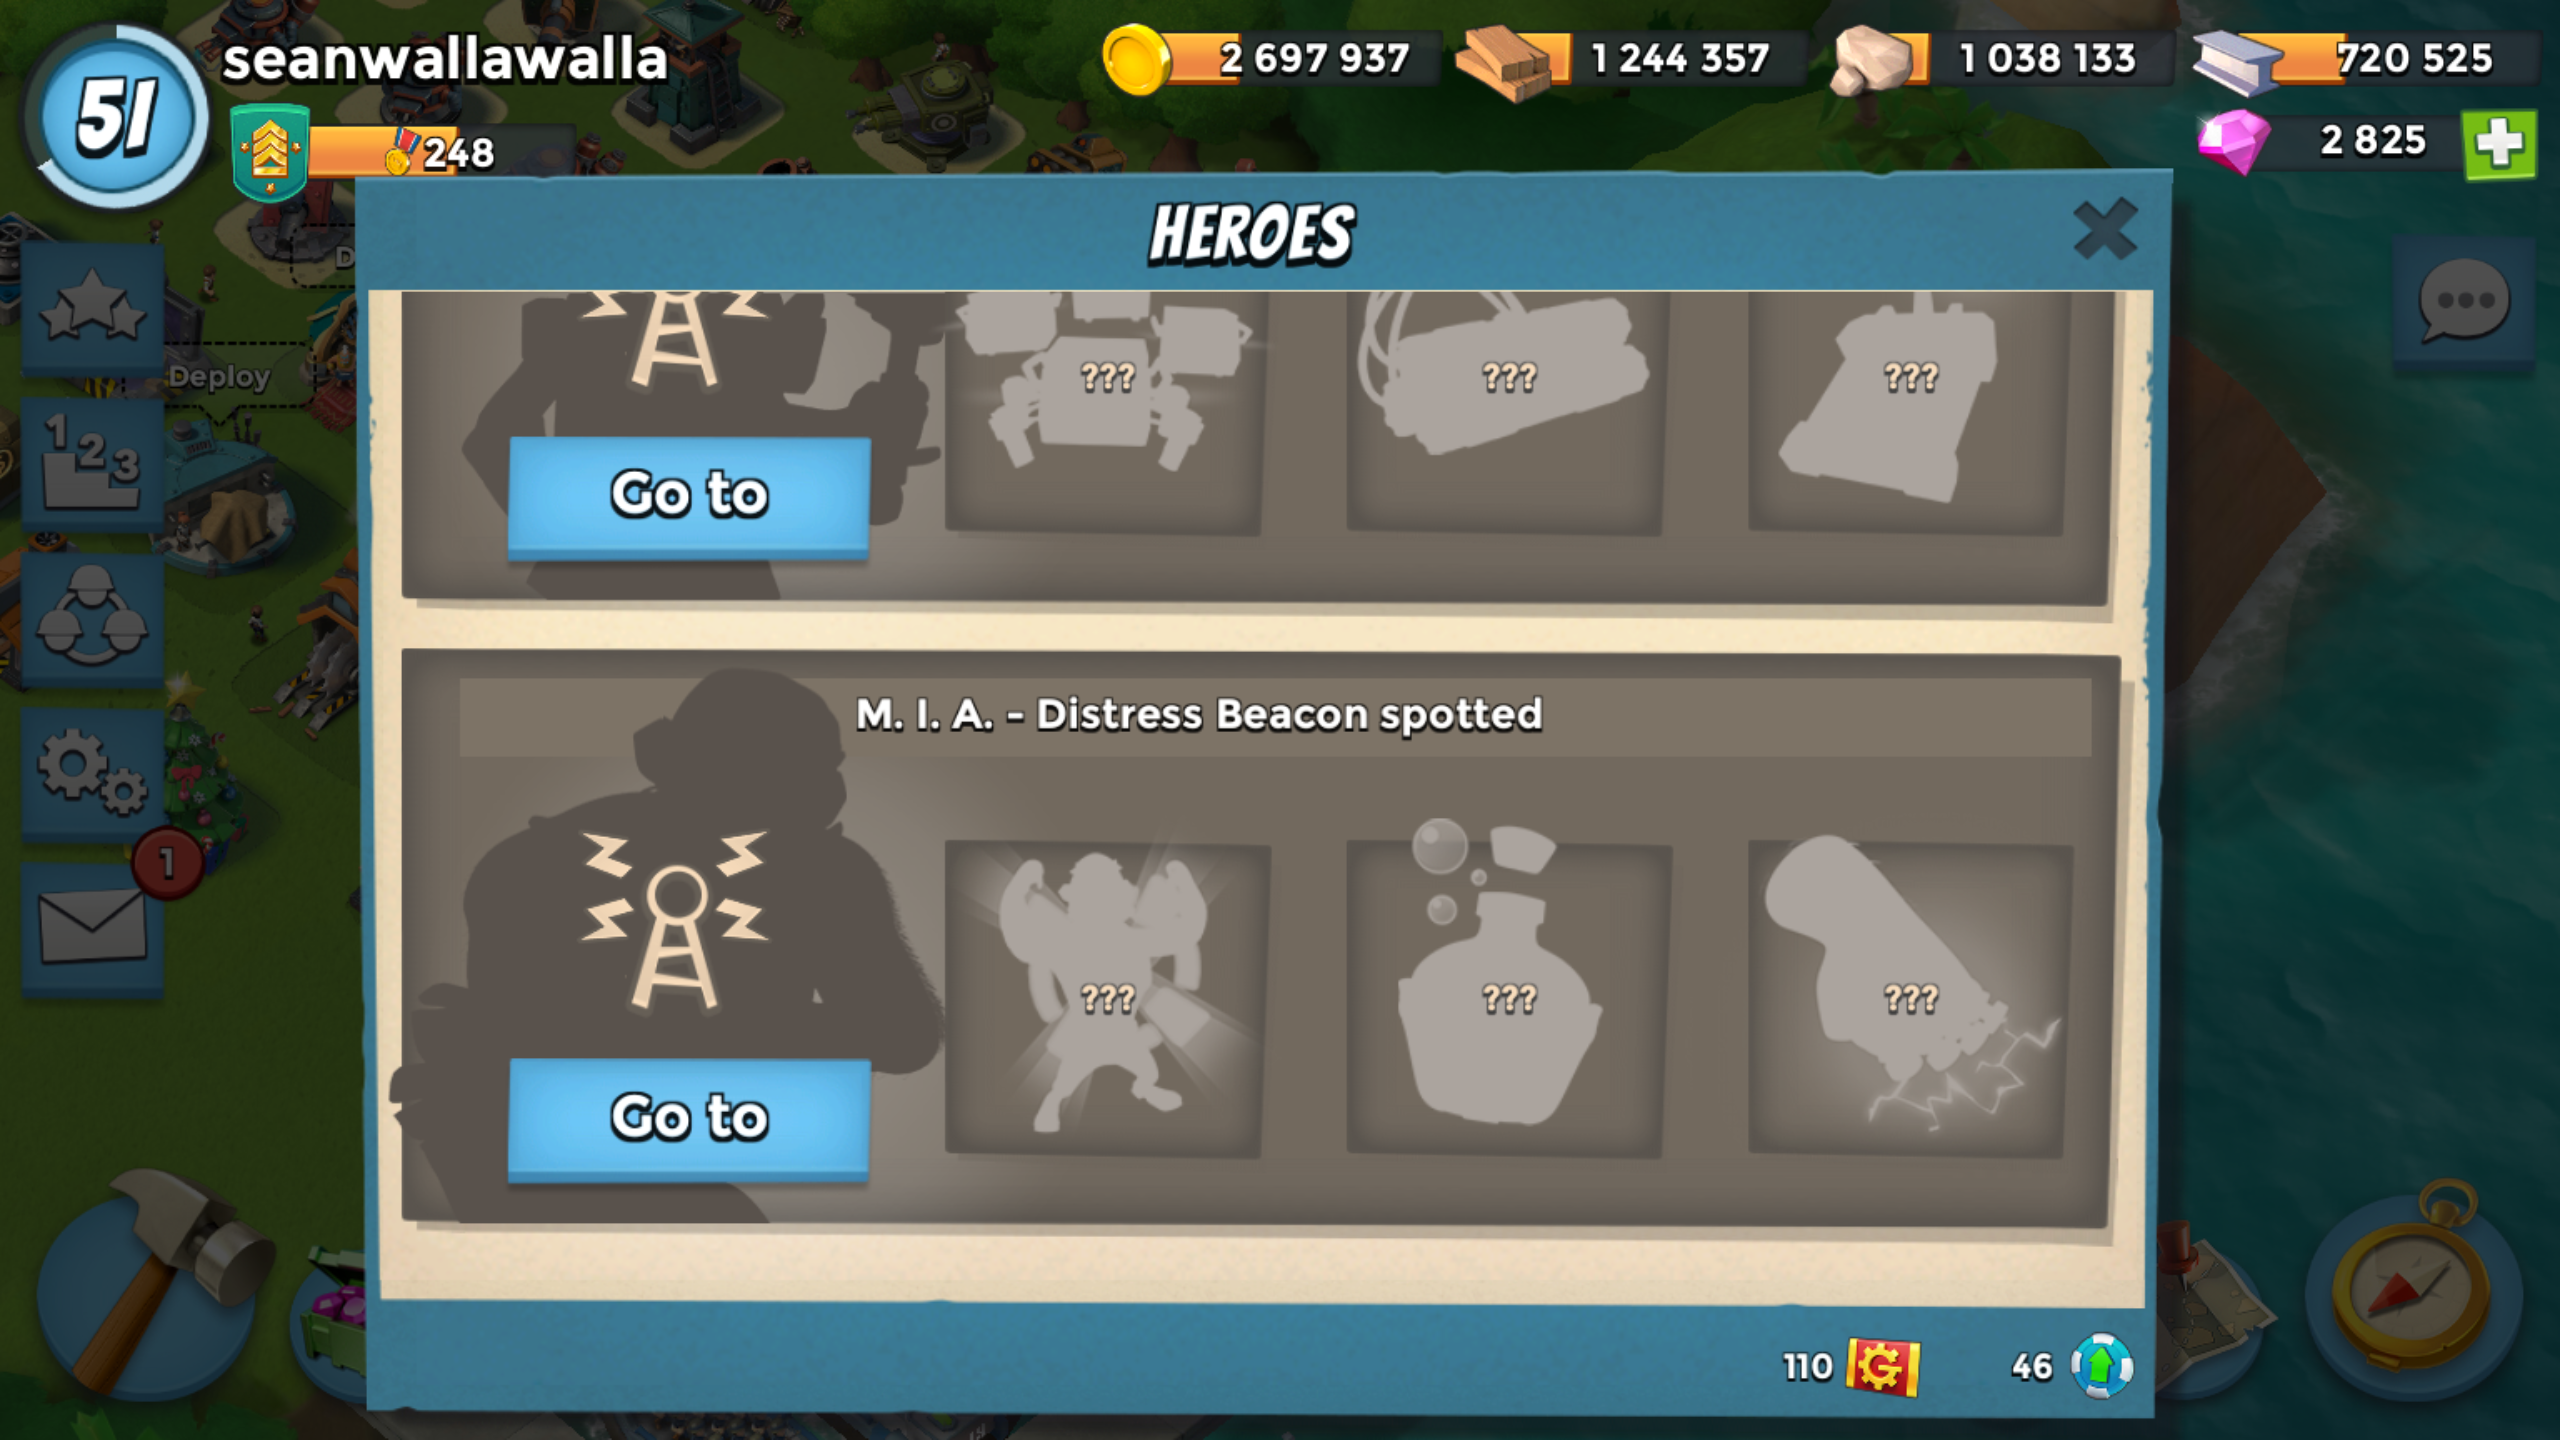 51
seanwallawalla
248
2 697 937
1 244 357
1 038 133
720 525
2 825
HEROES
Deploy
1 2 3
???
???
???
Go to
M. I. A. - Distress Beacon spotted
1
???
???
???
Go to
110
G
46